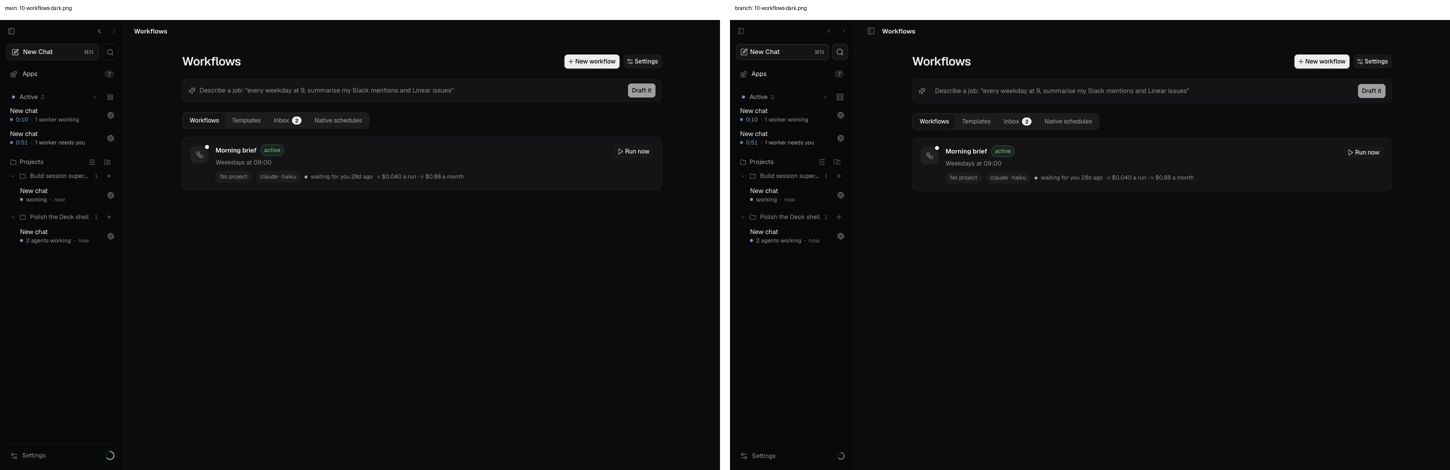 main: 10-workflows-dark.png
New Chat ⌘N
Apps 7
Active 2
New chat
0:10 · 1 worker working
New chat
0:51 · 1 worker needs you
Projects
Build session super... 1
New chat
working · now
Polish the Deck shell 1
New chat
2 agents working · now
Settings
Workflows
Workflows
+ New workflow Settings
Describe a job: "every weekday at 9, summarise my Slack mentions and Linear issues" Draft it
Workflows Templates Inbox 2 Native schedules
Morning brief active Run now
Weekdays at 09:00
No project claude · haiku waiting for you 28d ago ≈ $0.040 a run · ≈ $0.88 a month
branch: 10-workflows-dark.png
New Chat ⌘N
Apps 7
Active 2
New chat
0:10 · 1 worker working
New chat
0:51 · 1 worker needs you
Projects
Build session super... 1
New chat
working · now
Polish the Deck shell 1
New chat
2 agents working · now
Settings
Workflows
Workflows
+ New workflow Settings
Describe a job: "every weekday at 9, summarise my Slack mentions and Linear issues" Draft it
Workflows Templates Inbox 2 Native schedules
Morning brief active Run now
Weekdays at 09:00
No project claude · haiku waiting for you 28d ago ≈ $0.040 a run · ≈ $0.88 a month